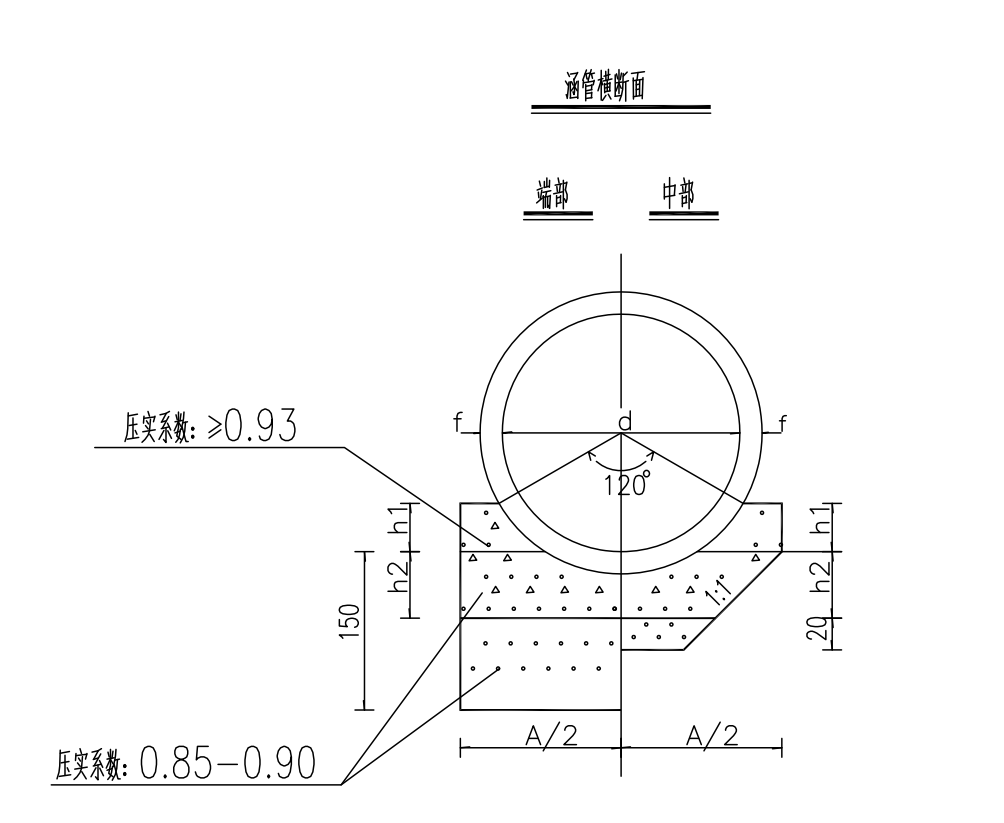 涵管横断面
端部
中部
f
d
f
压实系数：≥0.93
120°
h1
h1
h2
h2
1:1
150
20
A/2
A/2
压实系数：0.85-0.90